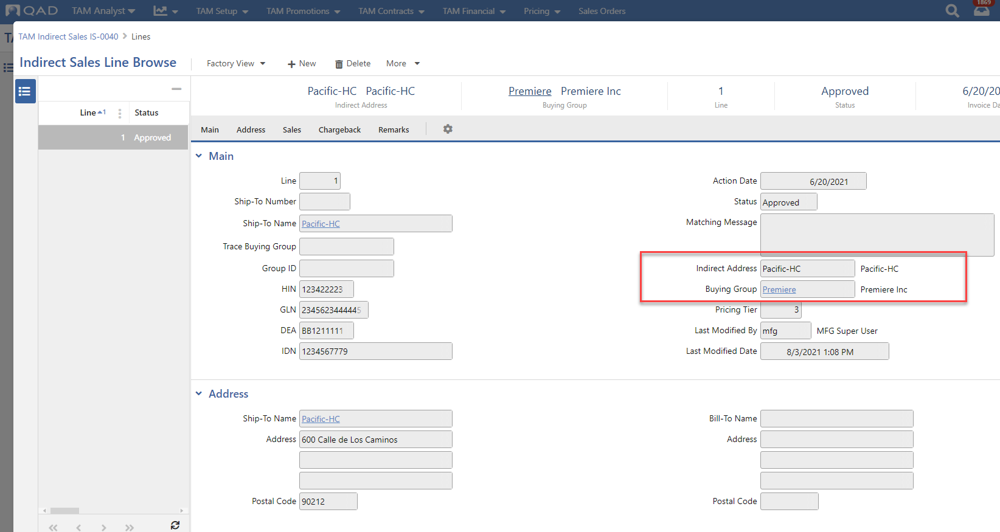 QAD TAM Analyst TAM Setup TAM Promotions TAM Contracts TAM Financial Pricing Sales Orders 1869
TAM Indirect Sales IS-0040 > Lines
Indirect Sales Line Browse Factory View New Delete More
Pacific-HC Pacific-HC Premiere Premiere Inc 1 Approved 6/20/20
Indirect Address Buying Group Line Status Invoice Da
Line 1 Status
1 Approved
Main Address Sales Chargeback Remarks
Main
Line 1
Ship-To Number
Ship-To Name Pacific-HC
Trace Buying Group
Group ID
HIN 123422223
GLN 2345623444445
DEA BB1211111
IDN 1234567779
Action Date 6/20/2021
Status Approved
Matching Message
Indirect Address Pacific-HC Pacific-HC
Buying Group Premiere Premiere Inc
Pricing Tier 3
Last Modified By mfg MFG Super User
Last Modified Date 8/3/2021 1:08 PM
Address
Ship-To Name Pacific-HC
Address 600 Calle de Los Caminos
Postal Code 90212
Bill-To Name
Address
Postal Code